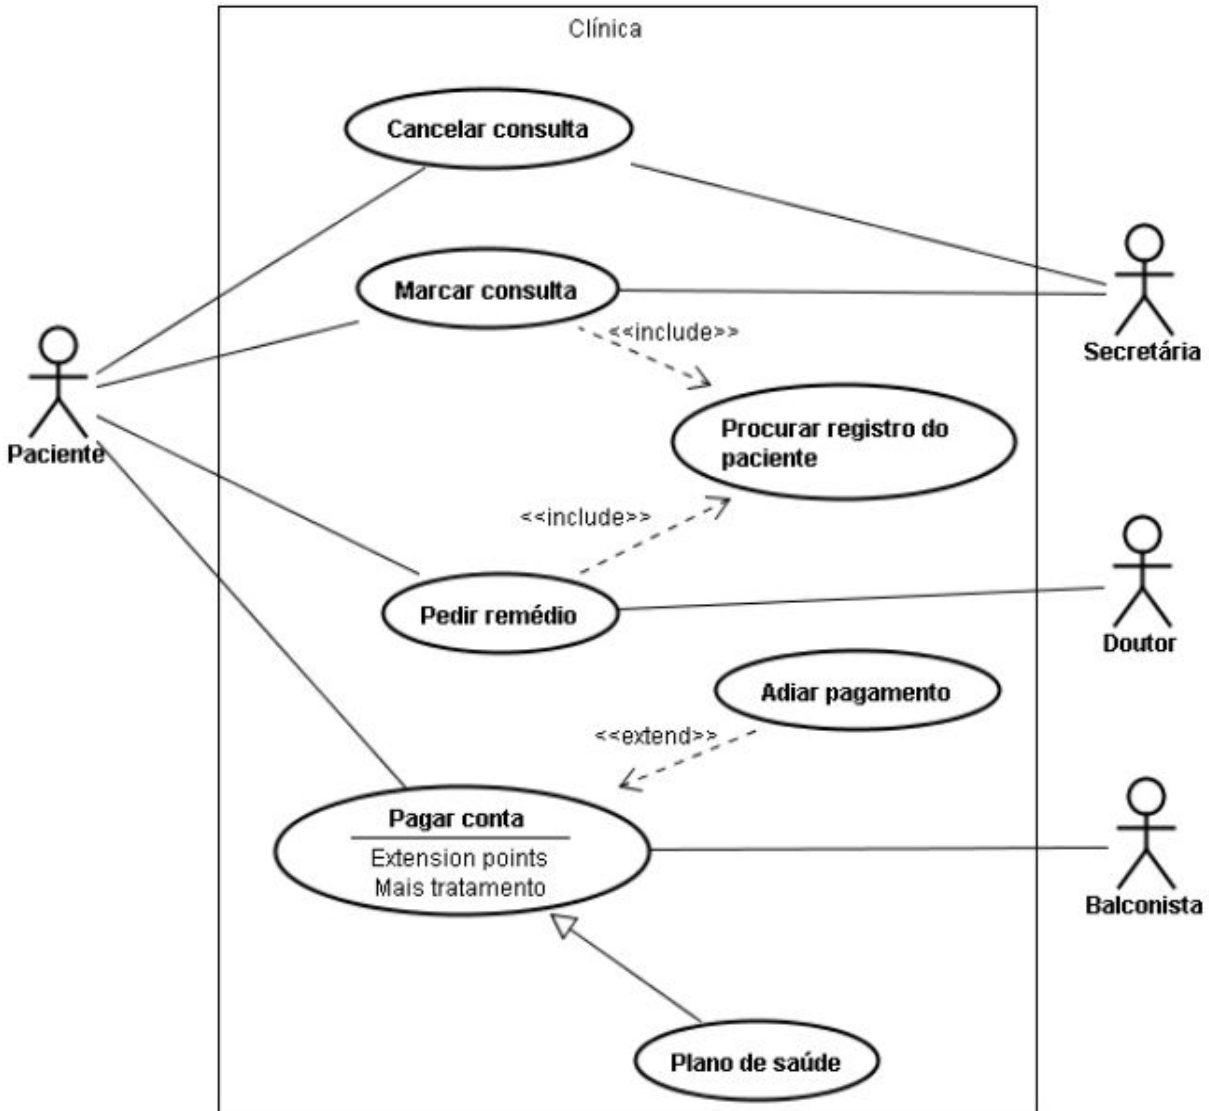 Clínica
Cancelar consulta
Marcar consulta
<<include>>
Secretária
Paciente
Procurar registro do
paciente
<<include>>
Pedir remédio
Doutor
Adiar pagamento
<<extend>>
Pagar conta
Extension points
Mais tratamento
Balconista
Plano de saúde